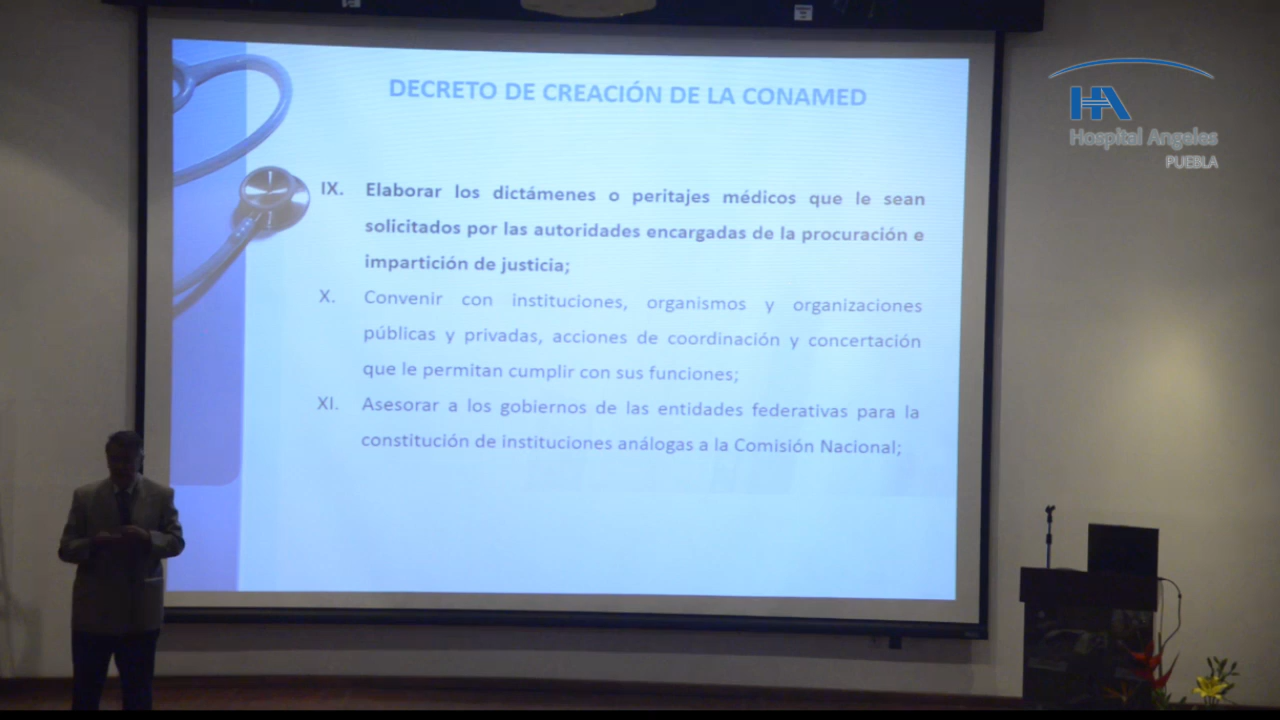 DECRETO DE CREACIÓN DE LA CONAMED
HA
Hospital Angeles
PUEBLA
IX. Elaborar los dictámenes o peritajes médicos que le sean
solicitados por las autoridades encargadas de la procuración e
impartición de justicia;
X. Convenir con instituciones, organismos y organizaciones
públicas y privadas, acciones de coordinación y concertación
que le permitan cumplir con sus funciones;
XI. Asesorar a los gobiernos de las entidades federativas para la
constitución de instituciones análogas a la Comisión Nacional;